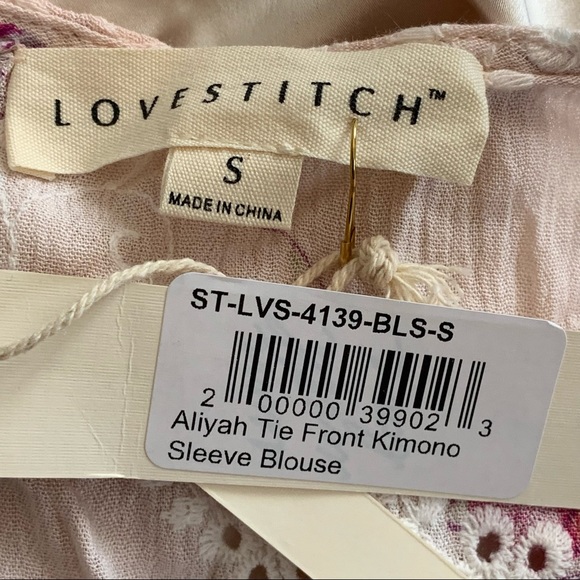 LOVESTITCH™
S
MADE IN CHINA
ST-LVS-4139-BLS-S
2 00000 39902 3
Aliyah Tie Front Kimono
Sleeve Blouse